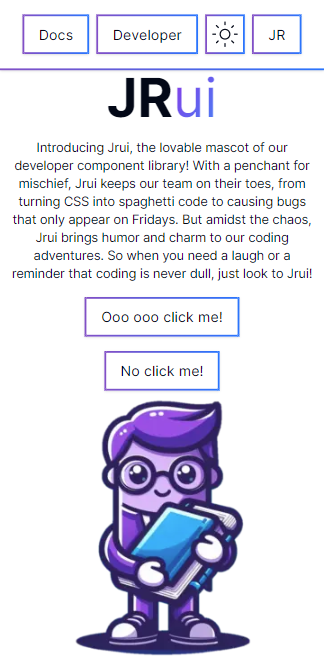 Docs
Developer
JR
JRui
Introducing Jrui, the lovable mascot of our
developer component library! With a penchant for
mischief, Jrui keeps our team on their toes, from
turning CSS into spaghetti code to causing bugs
that only appear on Fridays. But amidst the chaos,
Jrui brings humor and charm to our coding
adventures. So when you need a laugh or a
reminder that coding is never dull, just look to Jrui!
Ooo ooo click me!
No click me!